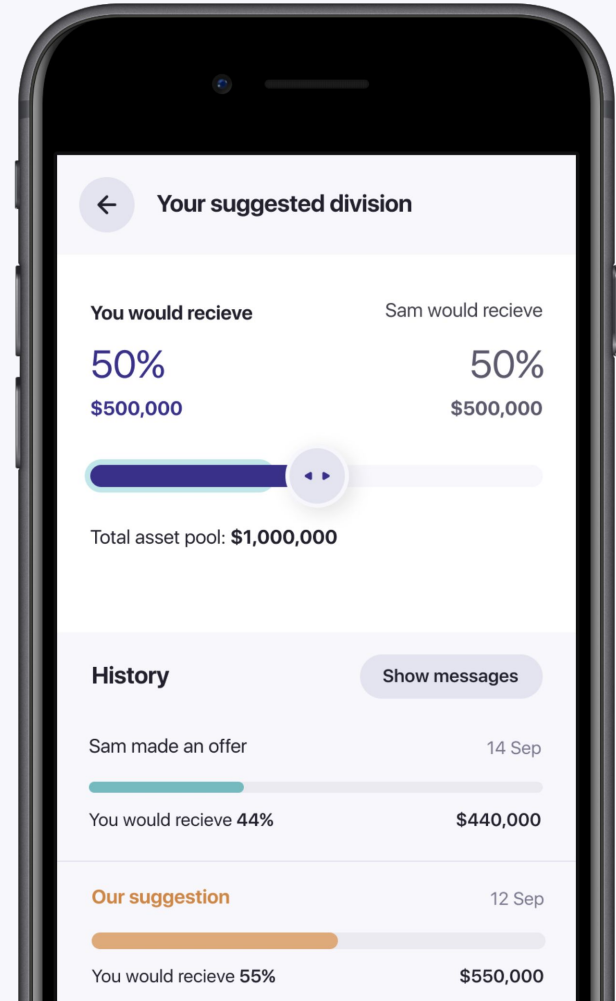 Your suggested division
You would recieve
Sam would recieve
50%
50%
$500,000
$500,000
Total asset pool: $1,000,000
History
Show messages
Sam made an offer
14 Sep
You would recieve 44%
$440,000
Our suggestion
12 Sep
You would recieve 55%
$550,000